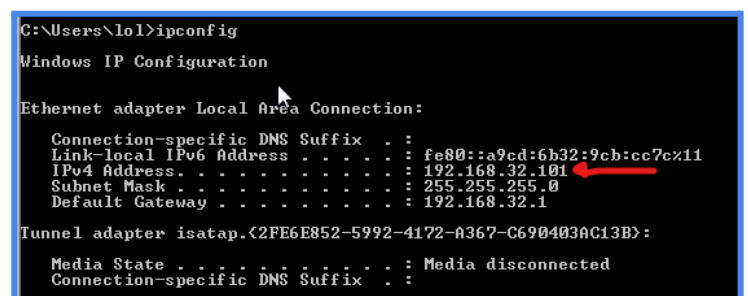 C:\Users\lol>ipconfig
Windows IP Configuration
Ethernet adapter Local Area Connection:
Connection-specific DNS Suffix . :
Link-local IPv6 Address . . . . . : fe80::a9cd:6b32:9cb:cc7c%11
IPv4 Address. . . . . . . . . . . : 192.168.32.101
Subnet Mask . . . . . . . . . . . : 255.255.255.0
Default Gateway . . . . . . . . . : 192.168.32.1
Tunnel adapter isatap.{2FE6E852-5992-4172-A367-C690403AC13B}:
Media State . . . . . . . . . . . : Media disconnected
Connection-specific DNS Suffix . :